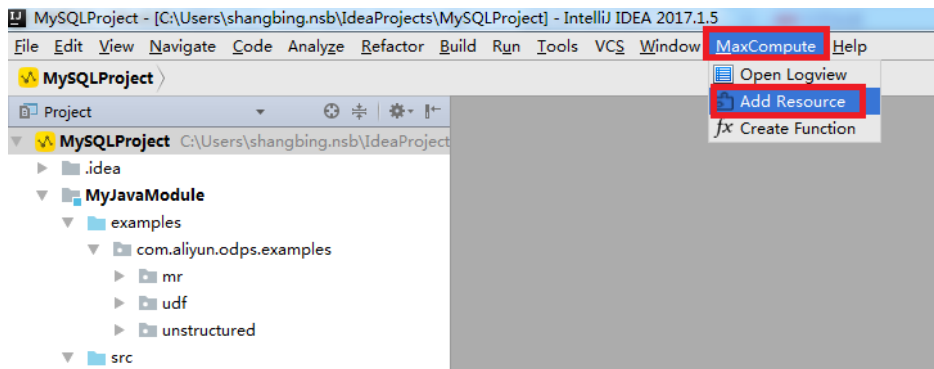 MySQLProject - [C:\Users\shangbing.nsb\IdeaProjects\MySQLProject] - IntelliJ IDEA 2017.1.5
File Edit View Navigate Code Analyze Refactor Build Run Tools VCS Window MaxCompute Help
MySQLProject
Open Logview
Project
Add Resource
fx Create Function
MySQLProject C:\Users\shangbing.nsb\IdeaProject
.idea
MyJavaModule
examples
com.aliyun.odps.examples
mr
udf
unstructured
src